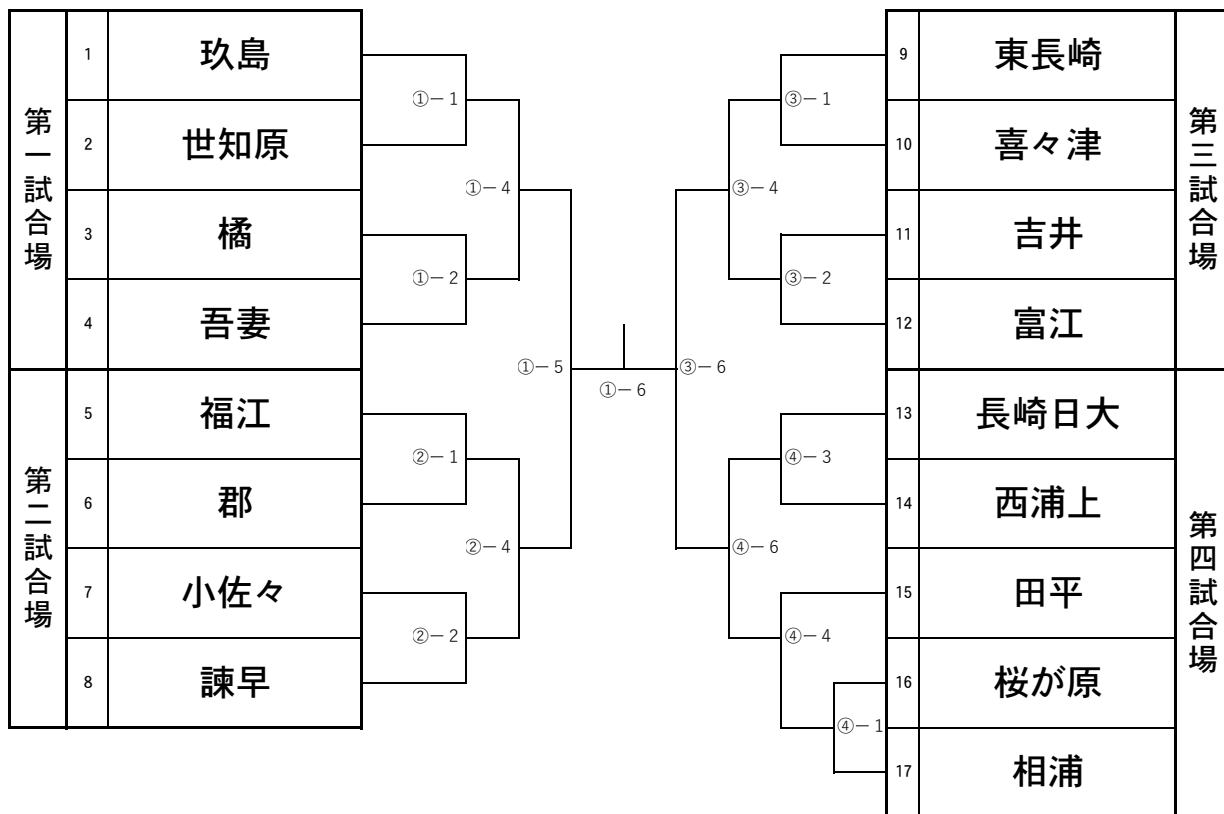 第一試合場
1 玖島
2 世知原
3 橘
4 吾妻
第二試合場
5 福江
6 郡
7 小佐々
8 諫早
①－1
①－2
①－4
②－1
②－2
②－4
①－5
①－6
③－6
③－1
③－2
③－4
④－3
④－4
④－6
④－1
第三試合場
9 東長崎
10 喜々津
11 吉井
12 富江
第四試合場
13 長崎日大
14 西浦上
15 田平
16 桜が原
17 相浦